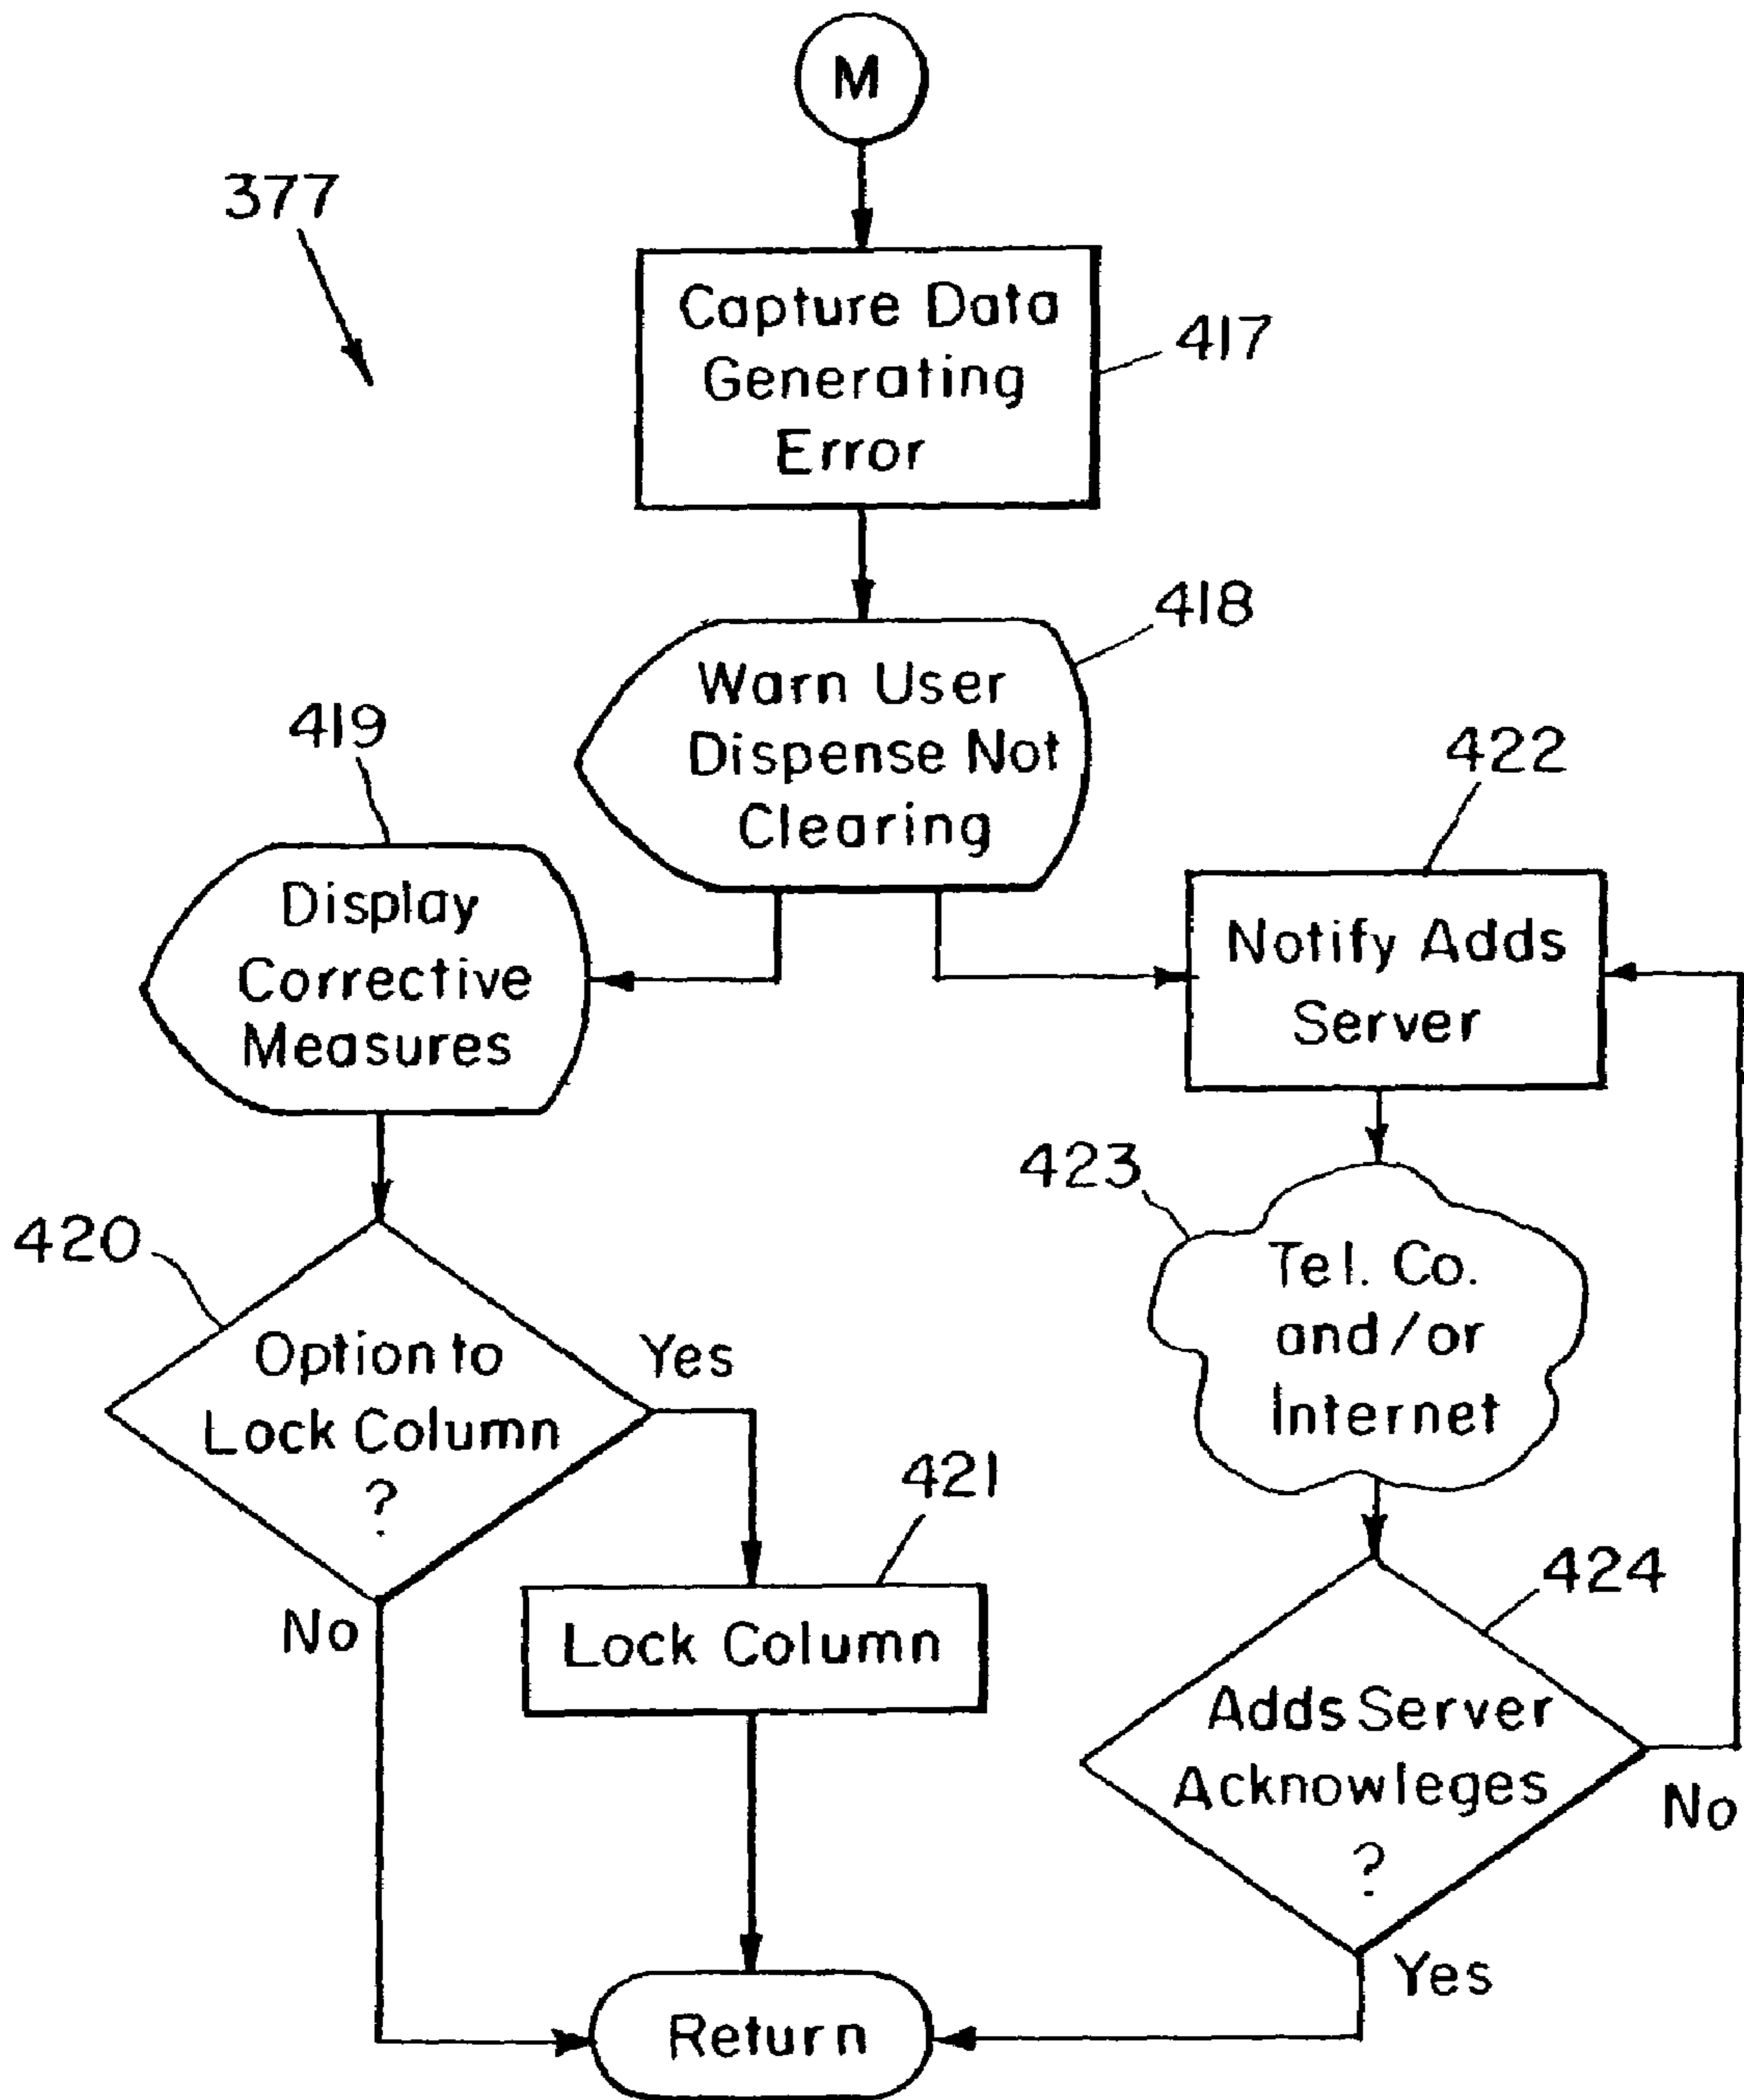 M
377
Capture Data
Generating
Error
417
418
Warn User
Dispense Not
Clearing
419
Display
Corrective
Measures
422
Notify Adds
Server
423
Tel. Co.
and/or
Internet
420
Option to
Lock Column
?
Yes
No
421
Lock Column
424
Adds Server
Acknowleges
?
No
Yes
Return